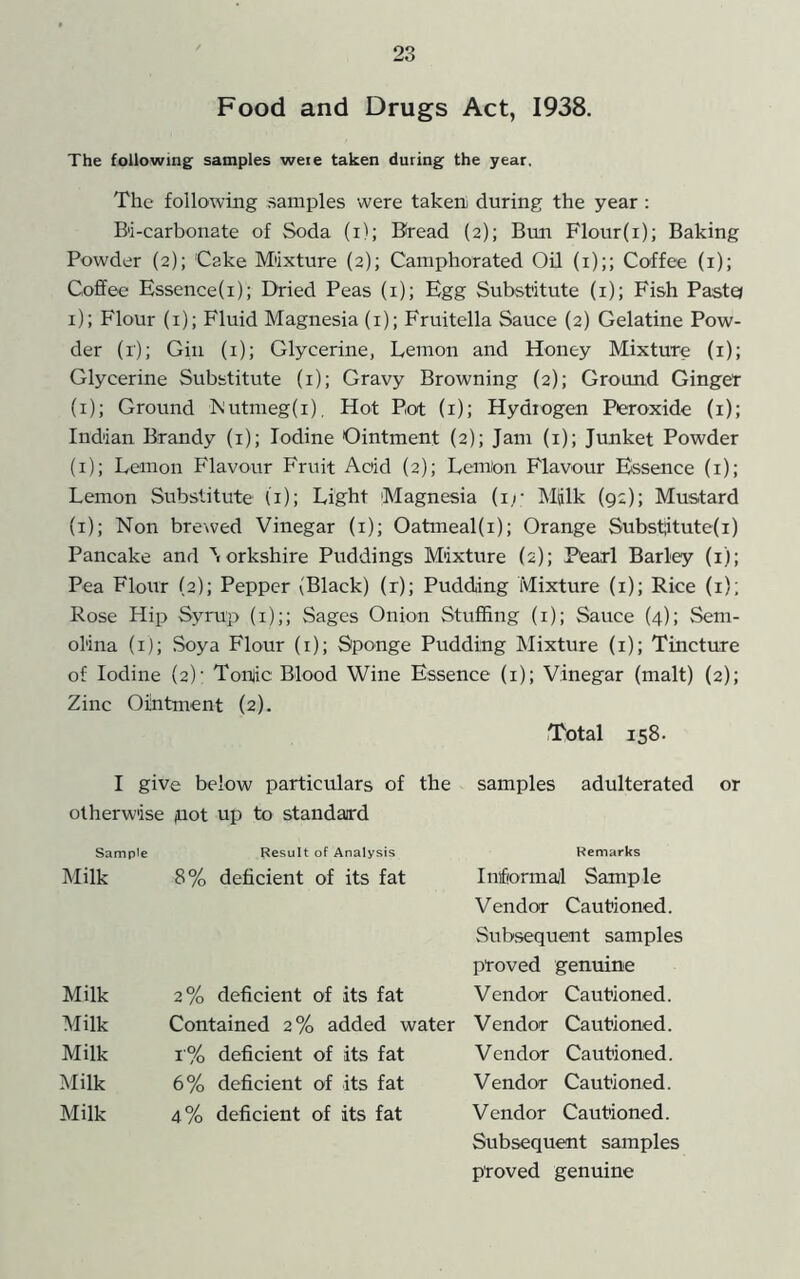 23
Food and Drugs Act, 1938.
The following samples weie taken during the year.
The following samples were taken during the year :
Bi-carbonate of Soda (1); Bread (2); Bun Flour(1); Baking
Powder (2); Cake Mixture (2); Camphorated Oil (1);; Coffee (1);
Coffee Essence(1); Dried Peas (1); Egg Substitute (1); Fish Paste
1); Flour (1); Fluid Magnesia (1); Fruitella Sauce (2) Gelatine Pow-
der (1); Gin (1); Glycerine, Lemon and Honey Mixture (1);
Glycerine Substitute (1); Gravy Browning (2); Ground Ginger
(1); Ground Nutmeg(1). Hot Pot (1); Hydrogen Peroxide (1);
Indian Brandy (1); Iodine Ointment (2); Jam (1); Junket Powder
(1); Lemon Flavour Fruit Acid (2); Lemon Flavour Essence (1);
Lemon Substitute (1); Light Magnesia (1; Milk (92); Mustard
(1); Non brewed Vinegar (1); Oatmeal(1); Orange Substitute(1)
Pancake and Yorkshire Puddings Mixture (2); Pearl Barley (1);
Pea Flour (2); Pepper (Black) (1); Pudding Mixture (1); Rice (1);
Rose Hip Syrup (1);; Sages Onion Stuffing (1); Sauce (4); Sem-
olina (1); Soya Flour (1); Sponge Pudding Mixture (1); Tincture
of Iodine (2); Tonic Blood Wine Essence (1); Vinegar (malt) (2);
Zinc Ointment (2).
Total 158.
I give below particulars of the samples adulterated or
otherwise not up to standard
Sample Result of Analysis Remarks
Milk 8% deficient of its fat Informal Sample
Vendor Cautioned.
Subsequent samples
proved genuine
Milk 2% deficient of its fat Vendor Cautioned.
Milk Contained 2% added water Vendor Cautioned.
Milk 1% deficient of its fat Vendor Cautioned.
Milk 6% deficient of its fat Vendor Cautioned.
Milk 4% deficient of its fat Vendor Cautioned.
Subsequent samples
proved genuine